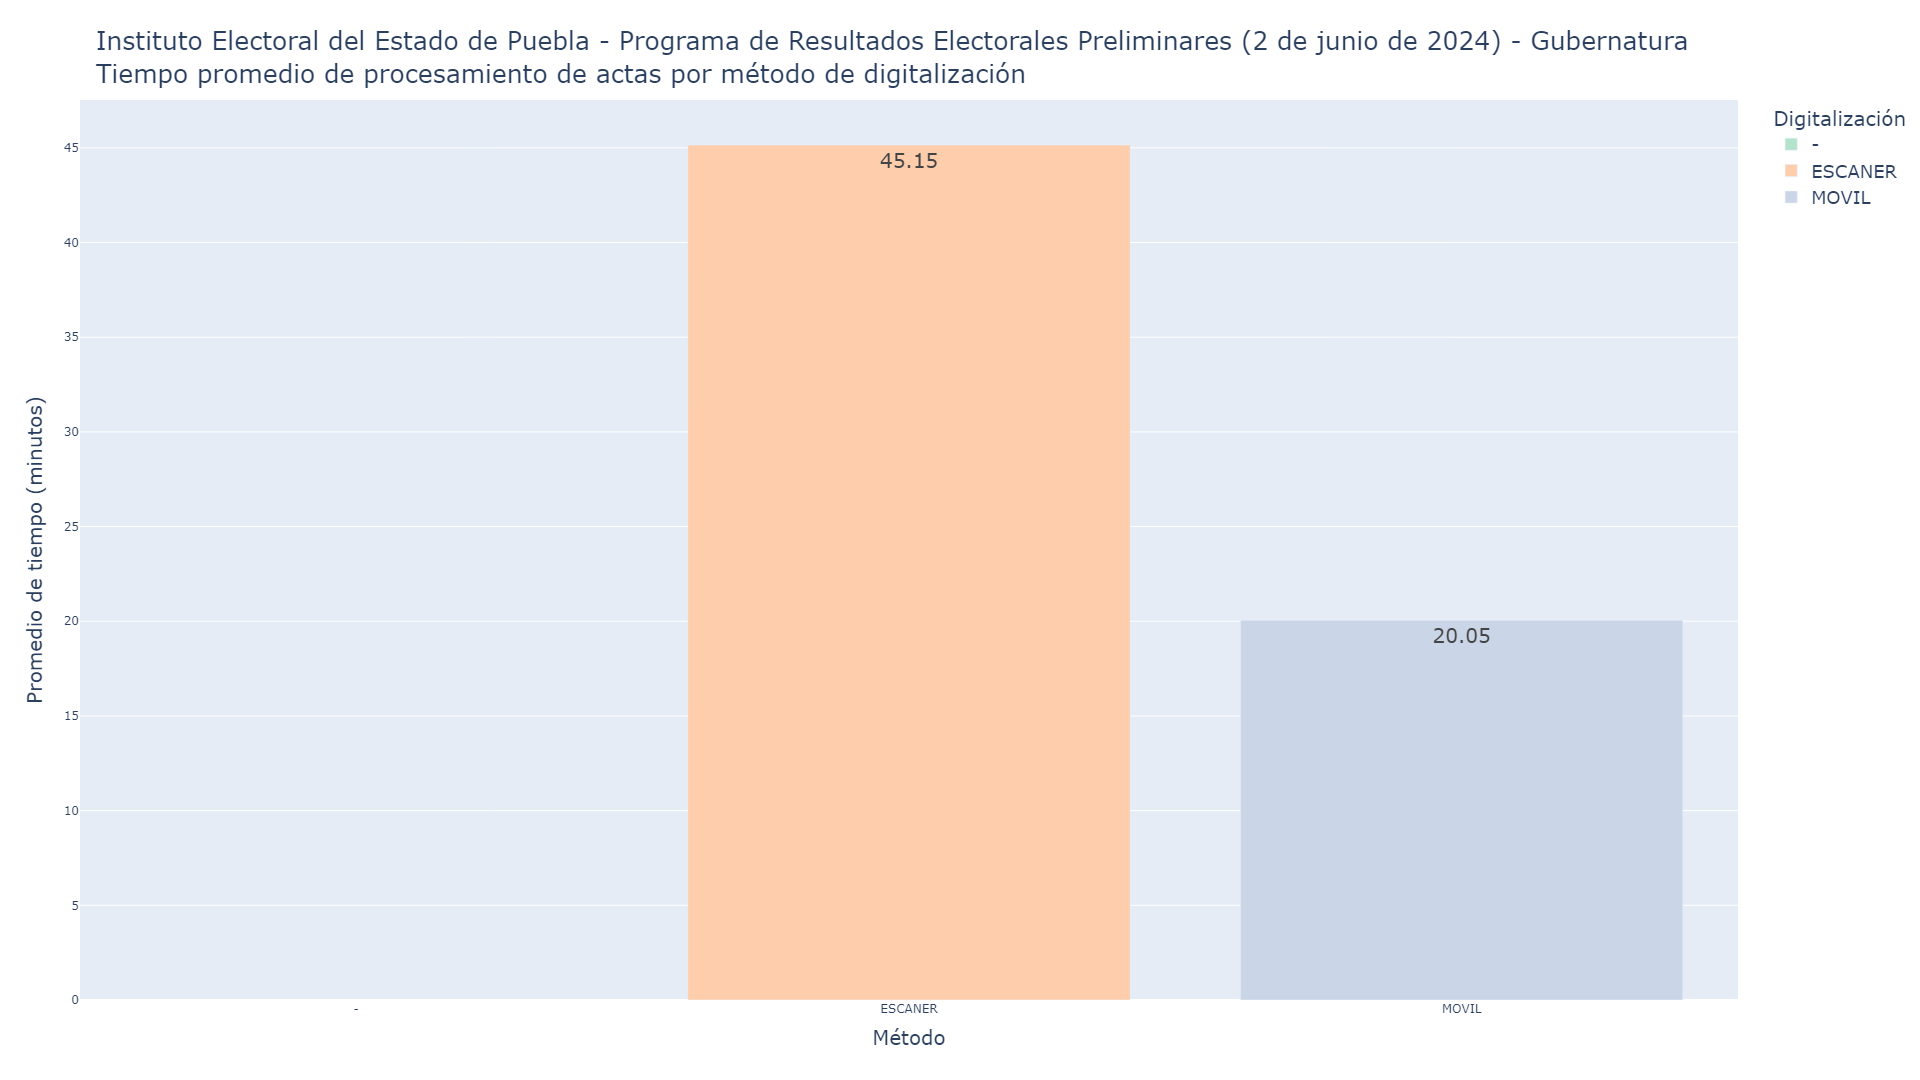 Instituto Electoral del Estado de Puebla - Programa de Resultados Electorales Preliminares (2 de junio de 2024) - Gubernatura
Tiempo promedio de procesamiento de actas por método de digitalización
Digitalización
-
ESCANER
MOVIL
Promedio de tiempo (minutos)
45
40
35
30
25
20
15
10
5
0
45.15
20.05
-
ESCANER
MOVIL
Método